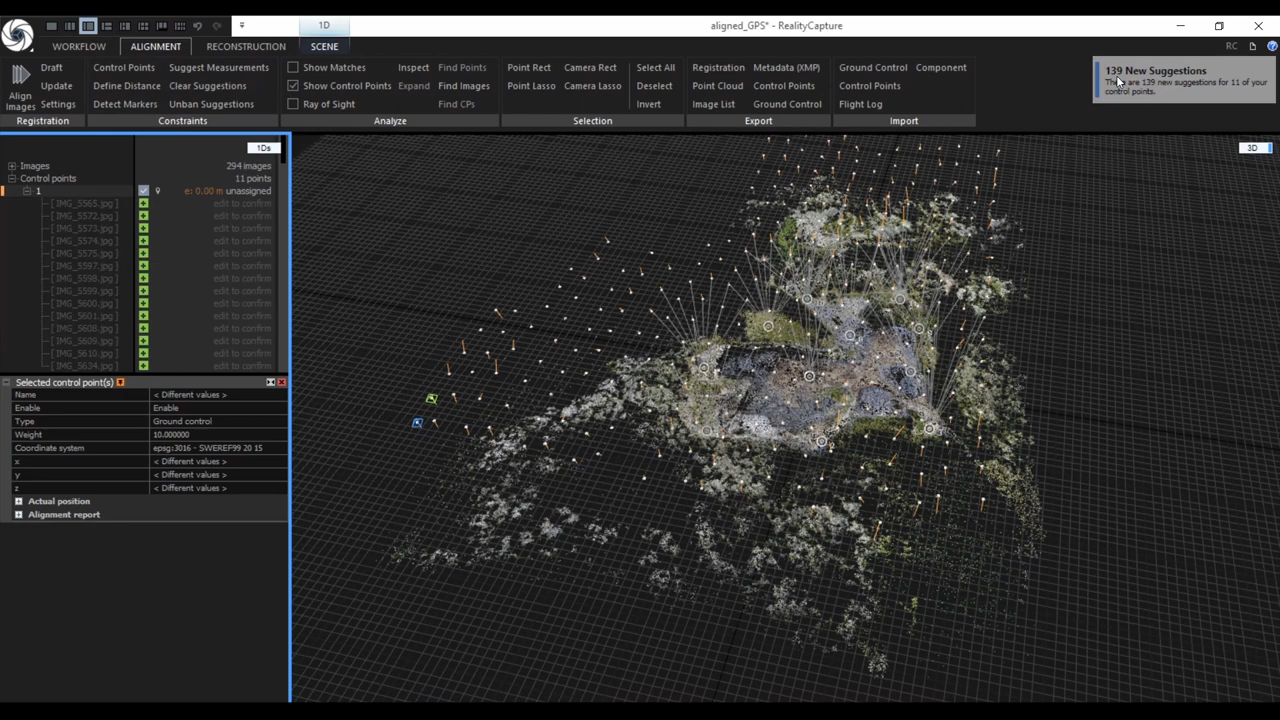 1D
aligned_GPS* - RealityCapture
WORKFLOW ALIGNMENT RECONSTRUCTION SCENE
RC
Align Images
Draft
Update
Settings
Registration
Control Points
Define Distance
Detect Markers
Suggest Measurements
Clear Suggestions
Unban Suggestions
Constraints
Show Matches
Show Control Points
Ray of Sight
Inspect
Expand
Find Points
Find Images
Find CPs
Analyze
Point Rect
Point Lasso
Camera Rect
Camera Lasso
Select All
Deselect
Invert
Selection
Registration
Point Cloud
Image List
Metadata (XMP)
Control Points
Ground Control
Export
Ground Control
Control Points
Flight Log
Component
Import
139 New Suggestions
There are 139 new suggestions for 11 of your
control points.
1Ds
3D
Images 294 images
Control points 11 points
1 e: 0.00 m unassigned
[ IMG_5565.jpg ] edit to confirm
[ IMG_5572.jpg ] edit to confirm
[ IMG_5573.jpg ] edit to confirm
[ IMG_5574.jpg ] edit to confirm
[ IMG_5575.jpg ] edit to confirm
[ IMG_5597.jpg ] edit to confirm
[ IMG_5598.jpg ] edit to confirm
[ IMG_5599.jpg ] edit to confirm
[ IMG_5600.jpg ] edit to confirm
[ IMG_5601.jpg ] edit to confirm
[ IMG_5608.jpg ] edit to confirm
[ IMG_5609.jpg ] edit to confirm
[ IMG_5610.jpg ] edit to confirm
[ IMG_5634.jpg ] edit to confirm
Selected control point(s)
Name < Different values >
Enable Enable
Type Ground control
Weight 10.000000
Coordinate system epsg:3016 - SWEREF99 20 15
x < Different values >
y < Different values >
z < Different values >
Actual position
Alignment report